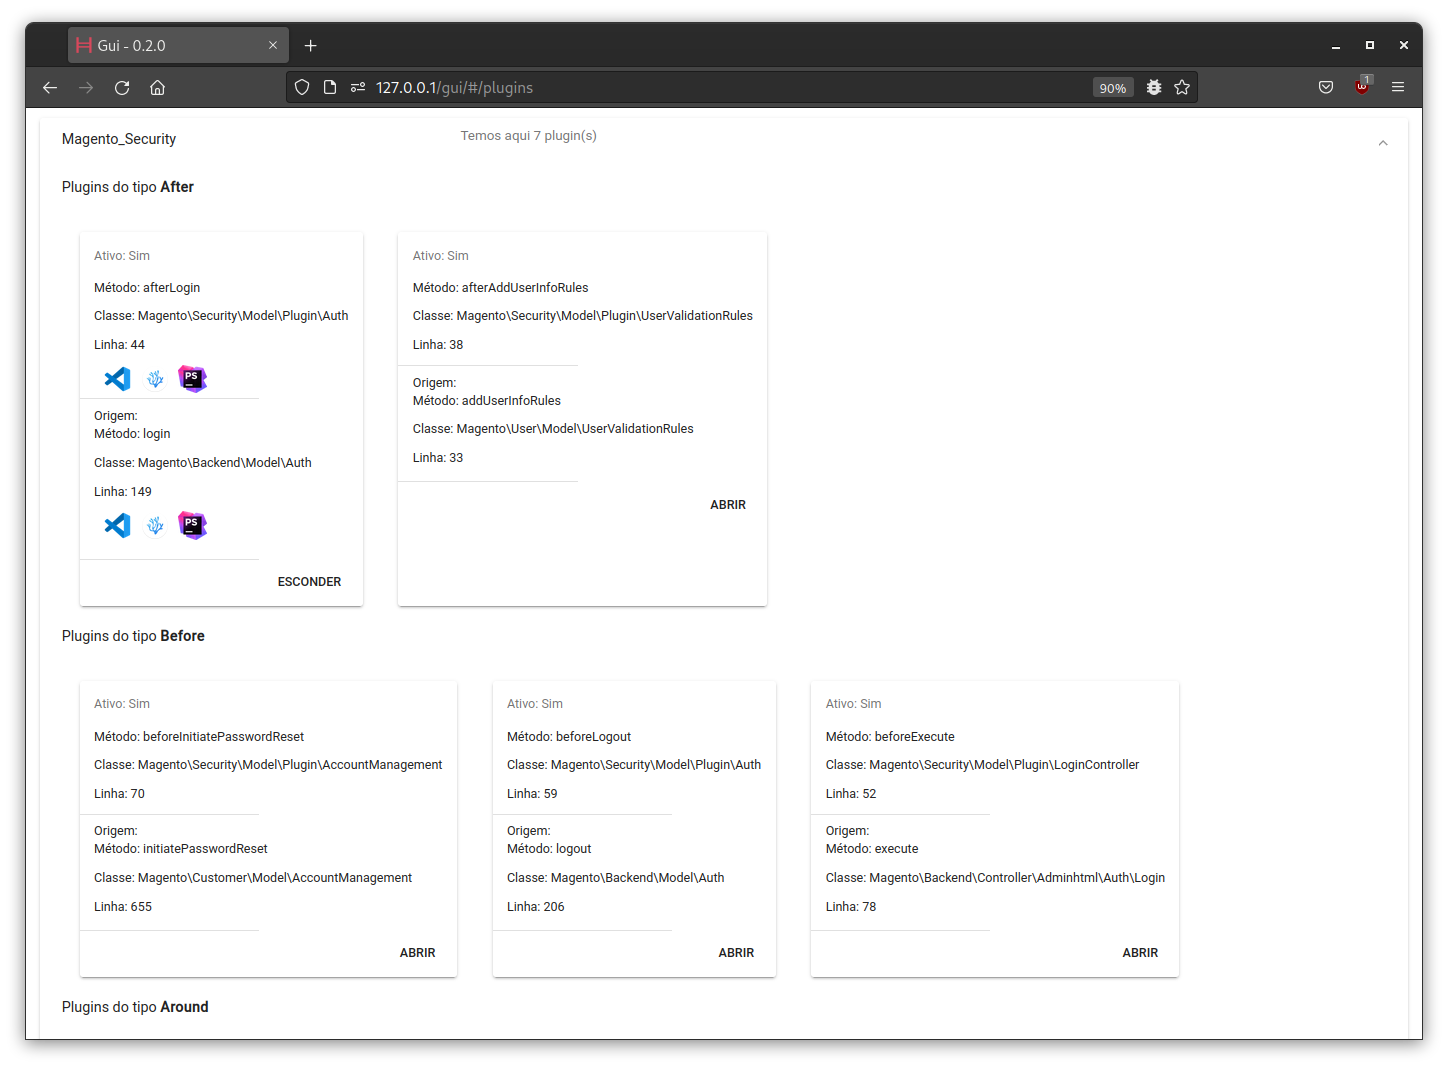 Gui - 0.2.0
127.0.0.1/gui/#/plugins
90%
1
Magento_Security
Temos aqui 7 plugin(s)
Plugins do tipo After
Ativo: Sim
Método: afterLogin
Classe: Magento\Security\Model\Plugin\Auth
Linha: 44
PS
Origem:
Método: login
Classe: Magento\Backend\Model\Auth
Linha: 149
PS
ESCONDER
Ativo: Sim
Método: afterAddUserInfoRules
Classe: Magento\Security\Model\Plugin\UserValidationRules
Linha: 38
Origem:
Método: addUserInfoRules
Classe: Magento\User\Model\UserValidationRules
Linha: 33
ABRIR
Plugins do tipo Before
Ativo: Sim
Método: beforeInitiatePasswordReset
Classe: Magento\Security\Model\Plugin\AccountManagement
Linha: 70
Origem:
Método: initiatePasswordReset
Classe: Magento\Customer\Model\AccountManagement
Linha: 655
ABRIR
Ativo: Sim
Método: beforeLogout
Classe: Magento\Security\Model\Plugin\Auth
Linha: 59
Origem:
Método: logout
Classe: Magento\Backend\Model\Auth
Linha: 206
ABRIR
Ativo: Sim
Método: beforeExecute
Classe: Magento\Security\Model\Plugin\LoginController
Linha: 52
Origem:
Método: execute
Classe: Magento\Backend\Controller\Adminhtml\Auth\Login
Linha: 78
ABRIR
Plugins do tipo Around